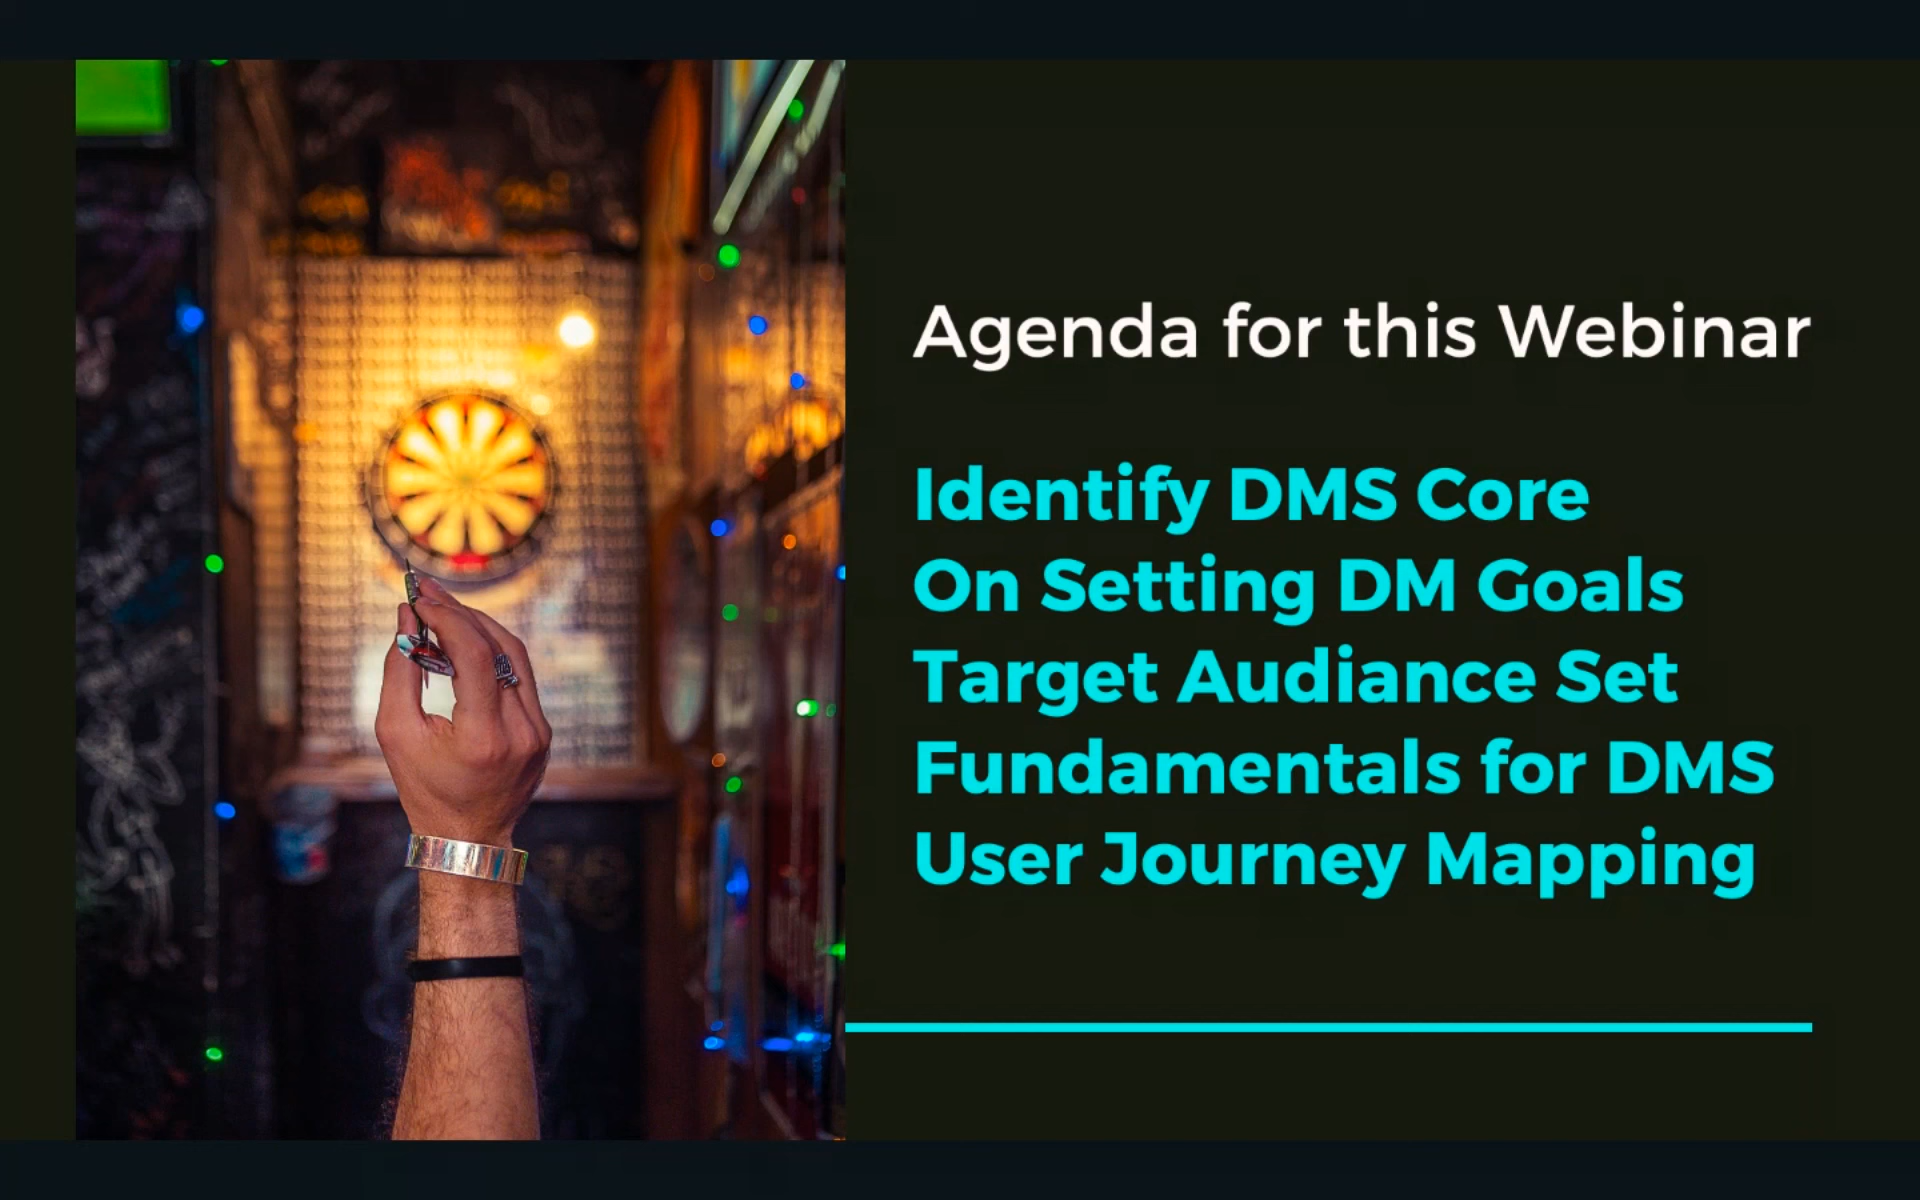 Agenda for this Webinar
Identify DMS Core
On Setting DM Goals
Target Audiance Set
Fundamentals for DMS
User Journey Mapping